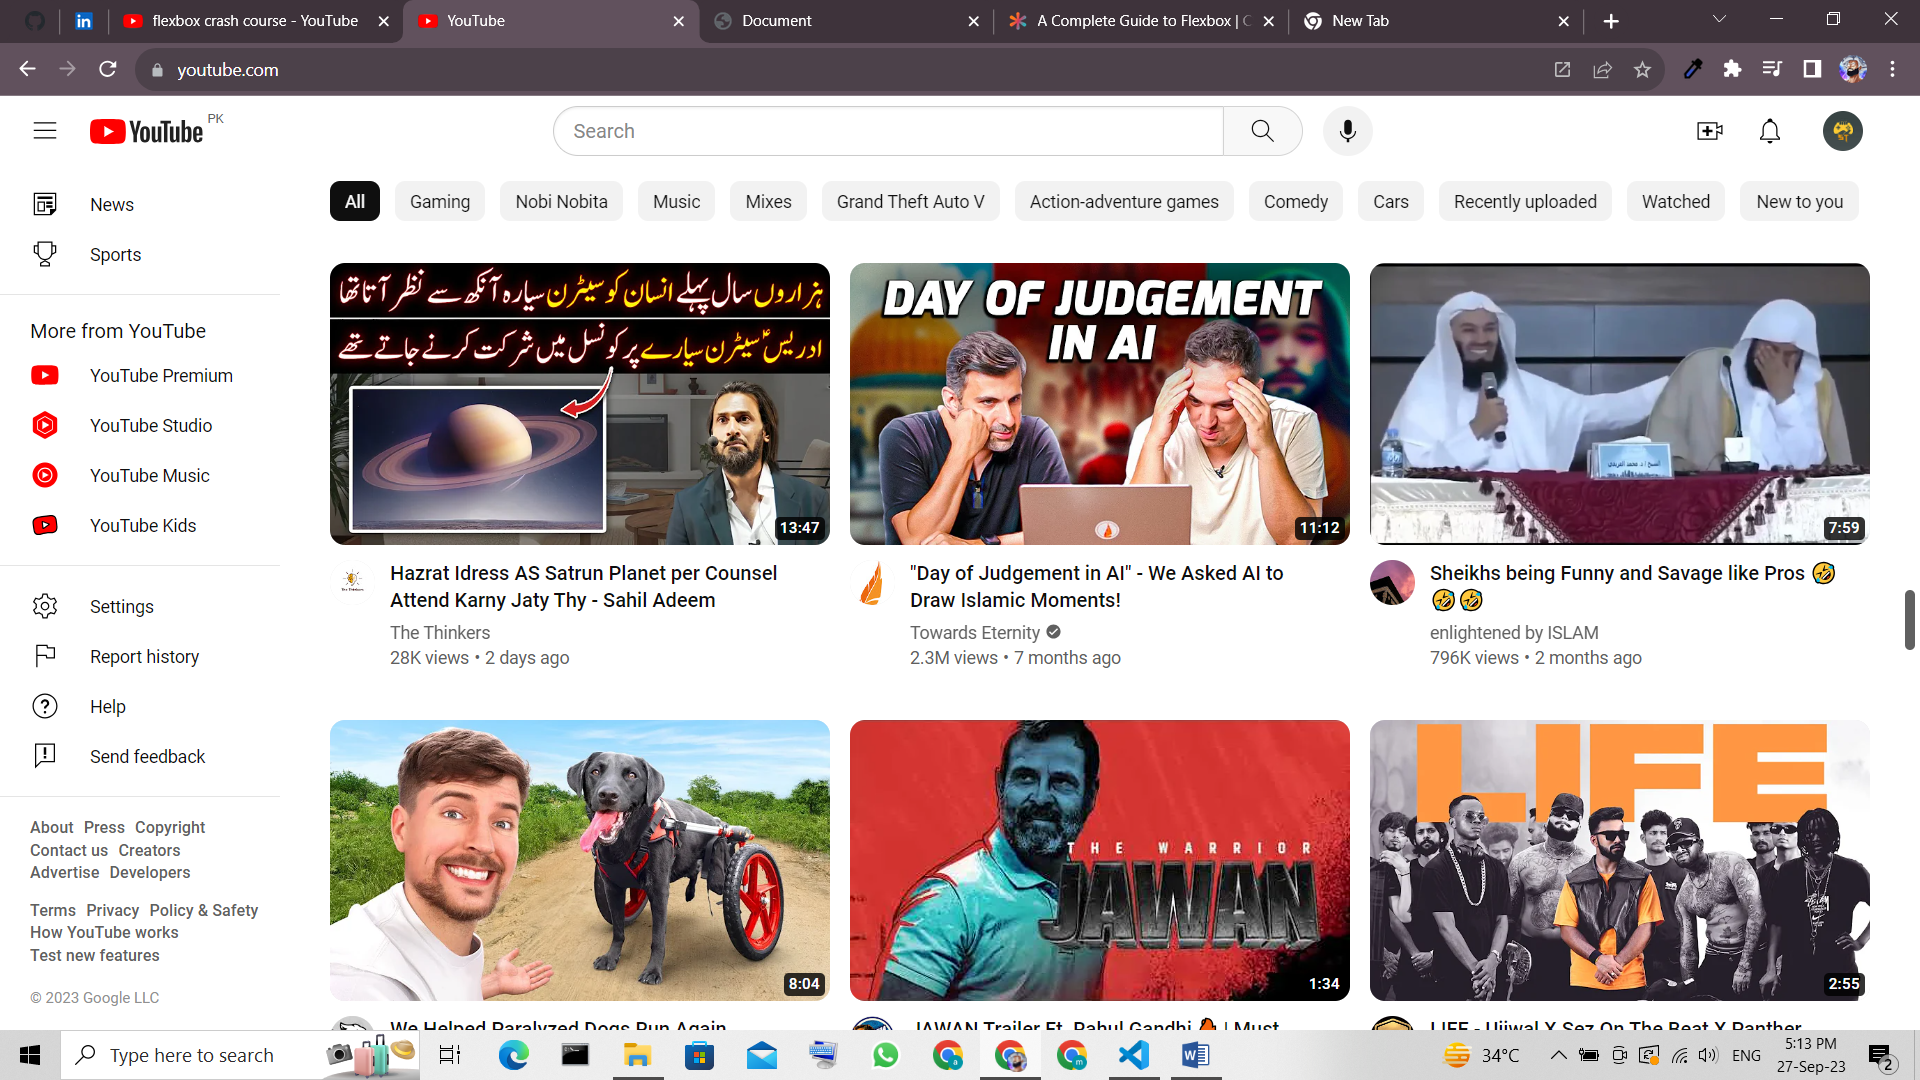 flexbox crash course - YouTube
YouTube
Document
A Complete Guide to Flexbox | C
New Tab
youtube.com
YouTube PK
Search
News
Sports
More from YouTube
YouTube Premium
YouTube Studio
YouTube Music
YouTube Kids
Settings
Report history
Help
Send feedback
About Press Copyright
Contact us Creators
Advertise Developers
Terms Privacy Policy & Safety
How YouTube works
Test new features
© 2023 Google LLC
All Gaming Nobi Nobita Music Mixes Grand Theft Auto V Action-adventure games Comedy Cars Recently uploaded Watched New to you
ہزاروں سال پہلے انسان کو سیٹرن سیارہ آنکھ سے نظر آتا تھا
ادریسؑ سیٹرن سیارے پر کونسل میں شرکت کرنے جاتے تھے
13:47
Hazrat Idress AS Satrun Planet per Counsel
Attend Karny Jaty Thy - Sahil Adeem
The Thinkers
28K views • 2 days ago
DAY OF JUDGEMENT
IN AI
11:12
"Day of Judgement in AI" - We Asked AI to
Draw Islamic Moments!
Towards Eternity
2.3M views • 7 months ago
7:59
Sheikhs being Funny and Savage like Pros 🤣
🤣🤣
enlightened by ISLAM
796K views • 2 months ago
8:04
We Helped Paralyzed Dogs Run Again
THE WARRIOR
JAWAN
1:34
JAWAN Trailer Ft. Rahul Gandhi 🔥 | Must
LIFE
2:55
LIFE - Ujjwal X Sez On The Beat X Panther
Type here to search
34°C
ENG
5:13 PM
27-Sep-23
2